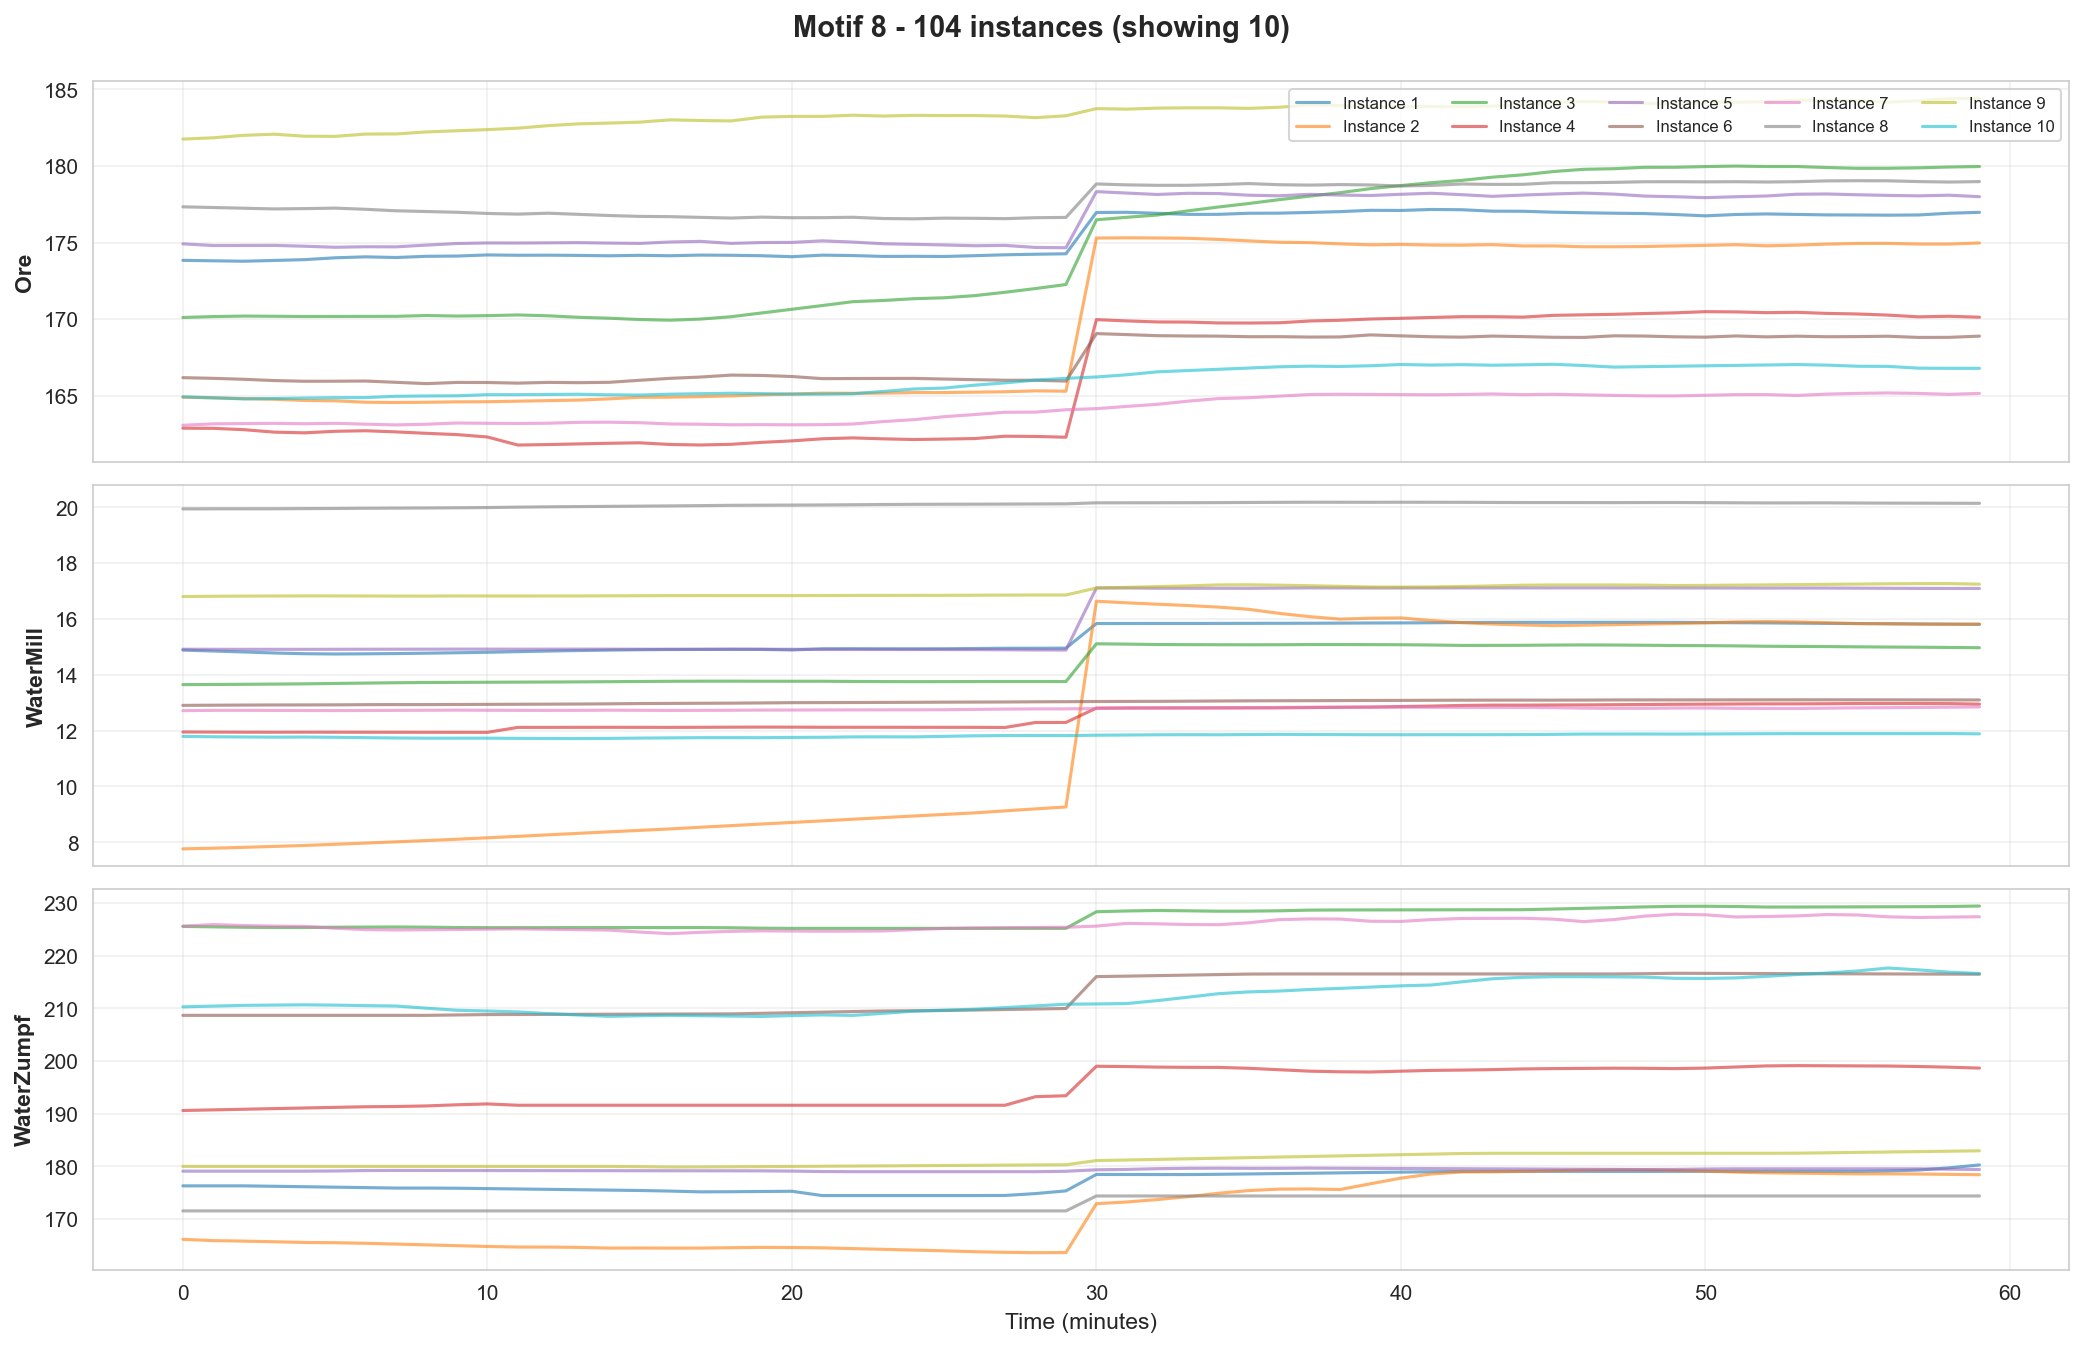 Motif 8 - 104 instances (showing 10)
Instance 1 Instance 3 Instance 5 Instance 7 Instance 9
Instance 2 Instance 4 Instance 6 Instance 8 Instance 10
Ore
185
180
175
170
165
WaterMill
20
18
16
14
12
10
8
WaterZumpf
230
220
210
200
190
180
170
0 10 20 30 40 50 60
Time (minutes)